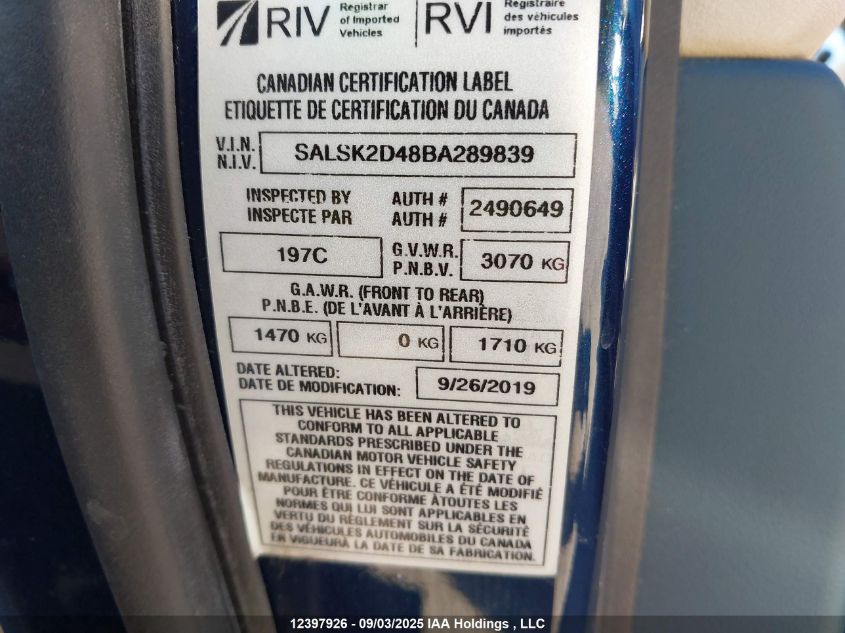 RIV Registrar of Imported Vehicles
RVI Registraire des véhicules importés
CANADIAN CERTIFICATION LABEL
ETIQUETTE DE CERTIFICATION DU CANADA
V.I.N. N.I.V. SALSK2D48BA289839
INSPECTED BY AUTH # 2490649
INSPECTE PAR AUTH #
197C G.V.W.R. P.N.B.V. 3070 KG
G.A.W.R. (FRONT TO REAR)
P.N.B.E. (DE L'AVANT À L'ARRIÈRE)
1470 KG 0 KG 1710 KG
DATE ALTERED:
DATE DE MODIFICATION: 9/26/2019
THIS VEHICLE HAS BEEN ALTERED TO
CONFORM TO ALL APPLICABLE
STANDARDS PRESCRIBED UNDER THE
CANADIAN MOTOR VEHICLE SAFETY
REGULATIONS IN EFFECT ON THE DATE OF
MANUFACTURE. CE VÉHICULE A ÉTÉ MODIFIÉ
POUR ÊTRE CONFORME ÀTOUTES LES
NORMES QUI LUI SONT APPLICABLES EN
VERTU DU RÈGLEMENT SUR LA SÉCURITÉ
DES VÉHICULES AUTOMOBILES DU CANADA
EN VIGUEURÀ LA DATE DE SA FABRICATION.
12397926 - 09/03/2025 IAA Holdings , LLC